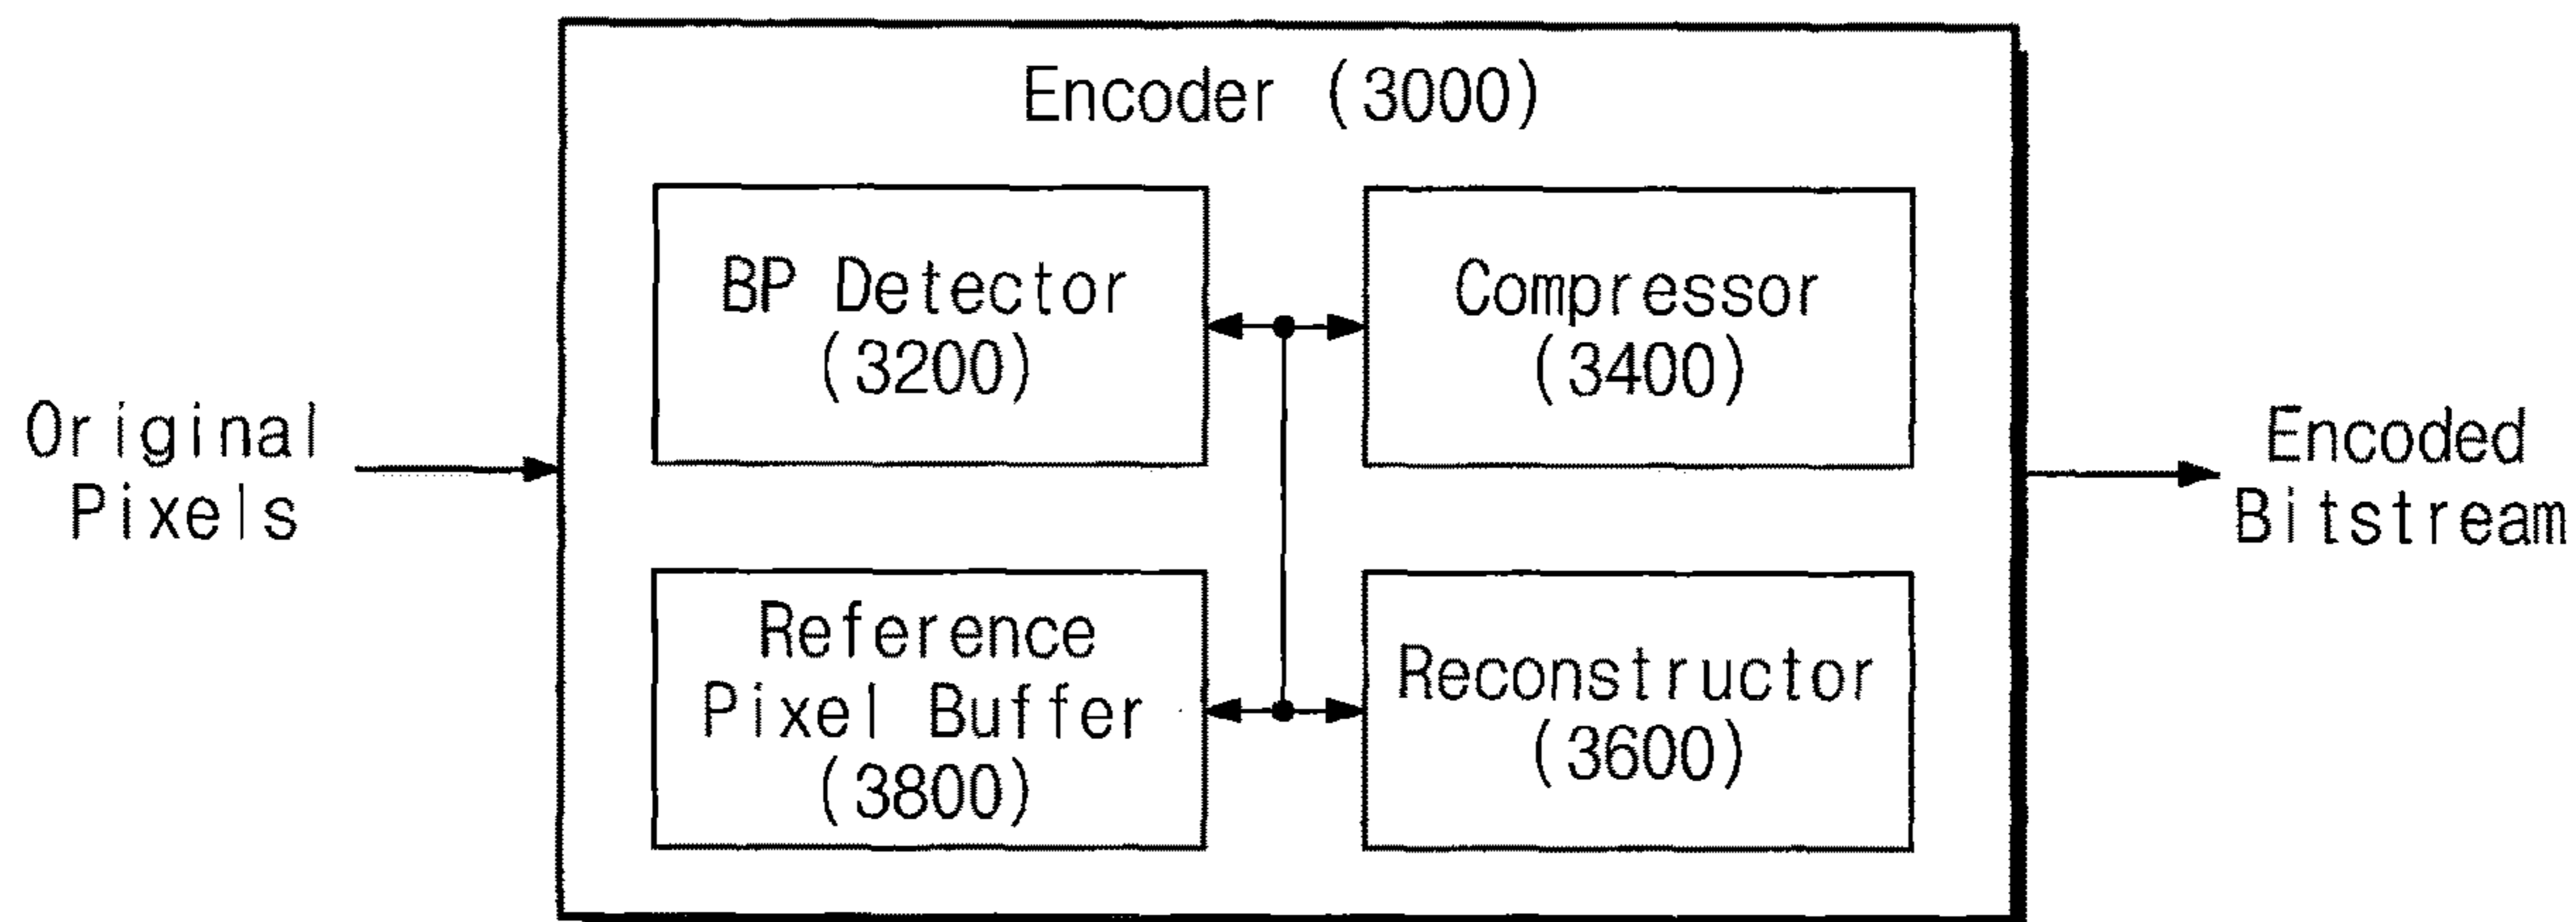 Encoder (3000)
BP Detector
(3200)
Compressor
(3400)
Original
Pixels
Encoded
Bitstream
Reference
Pixel Buffer
(3800)
Reconstructor
(3600)